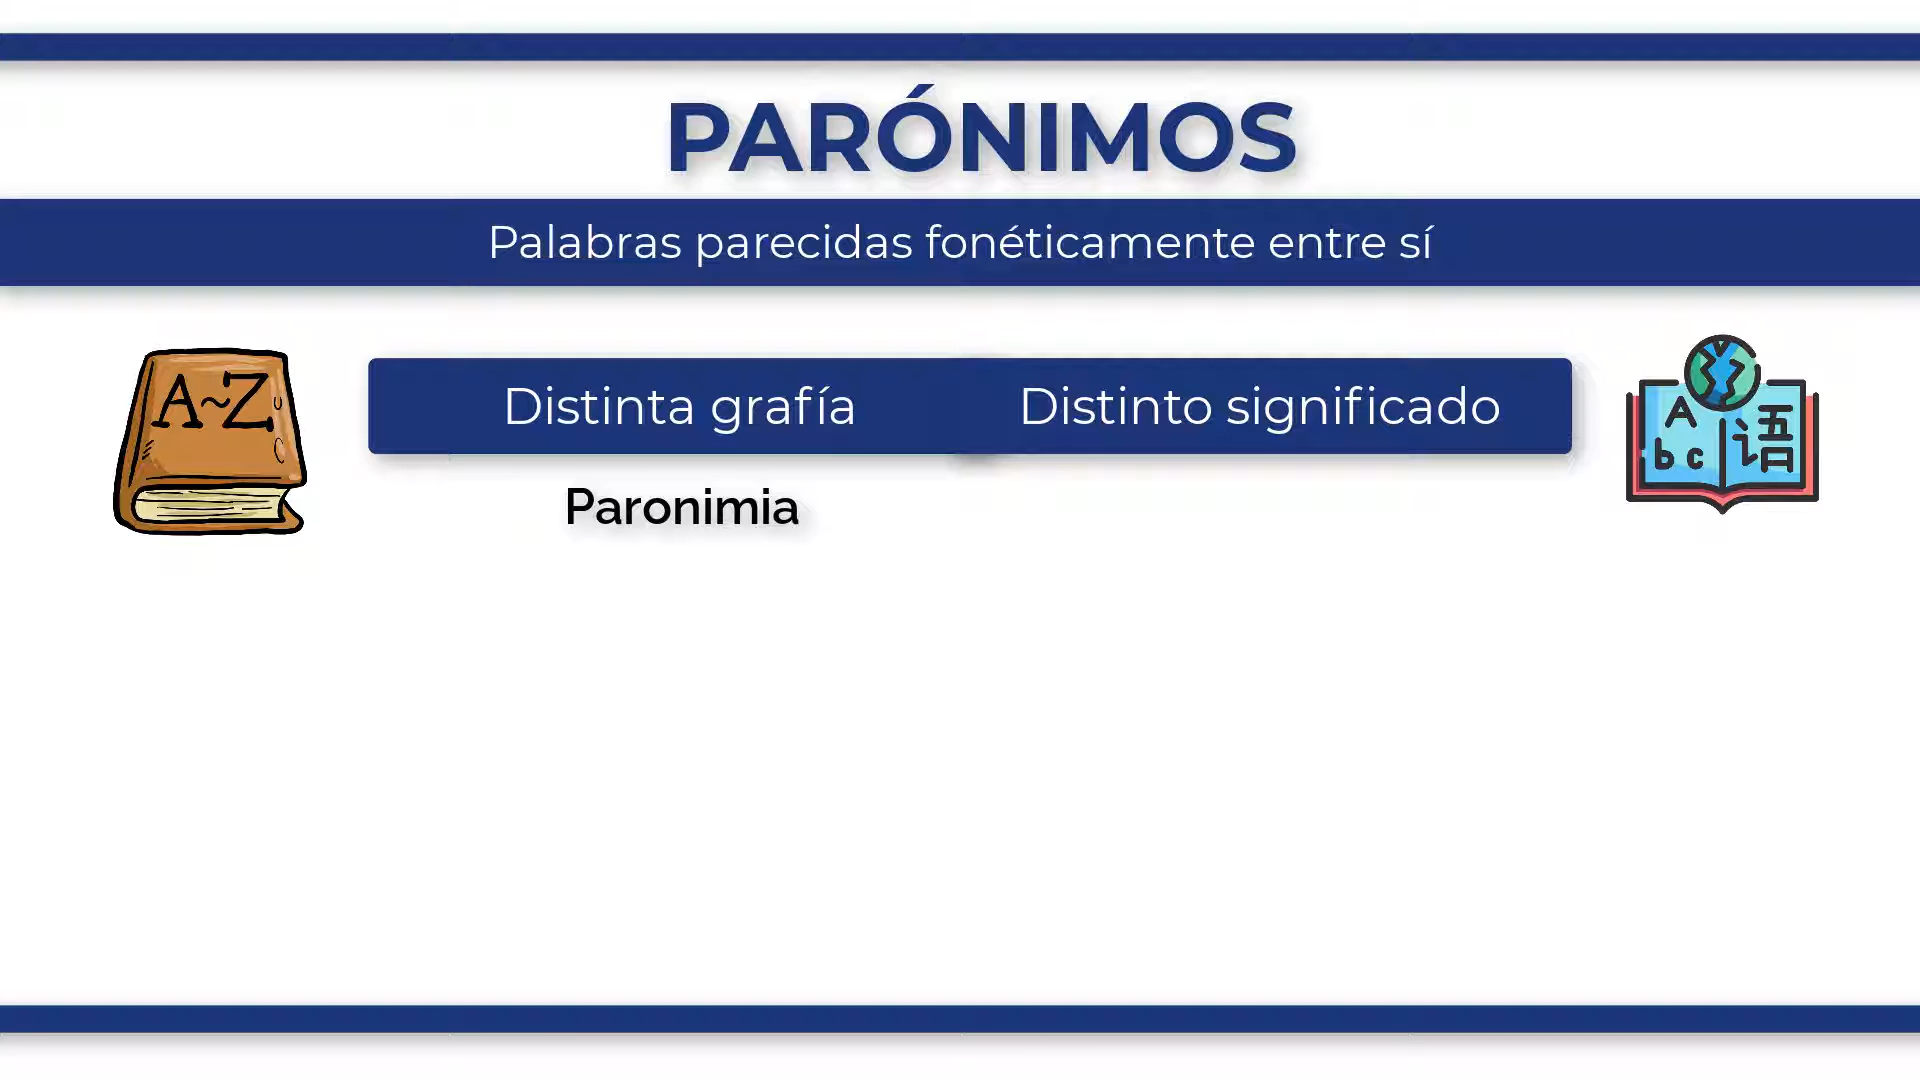 PARÓNIMOS
Palabras parecidas fonéticamente entre sí
A~Z
Distinta grafía
Distinto significado
A
b c
语
Paronimia